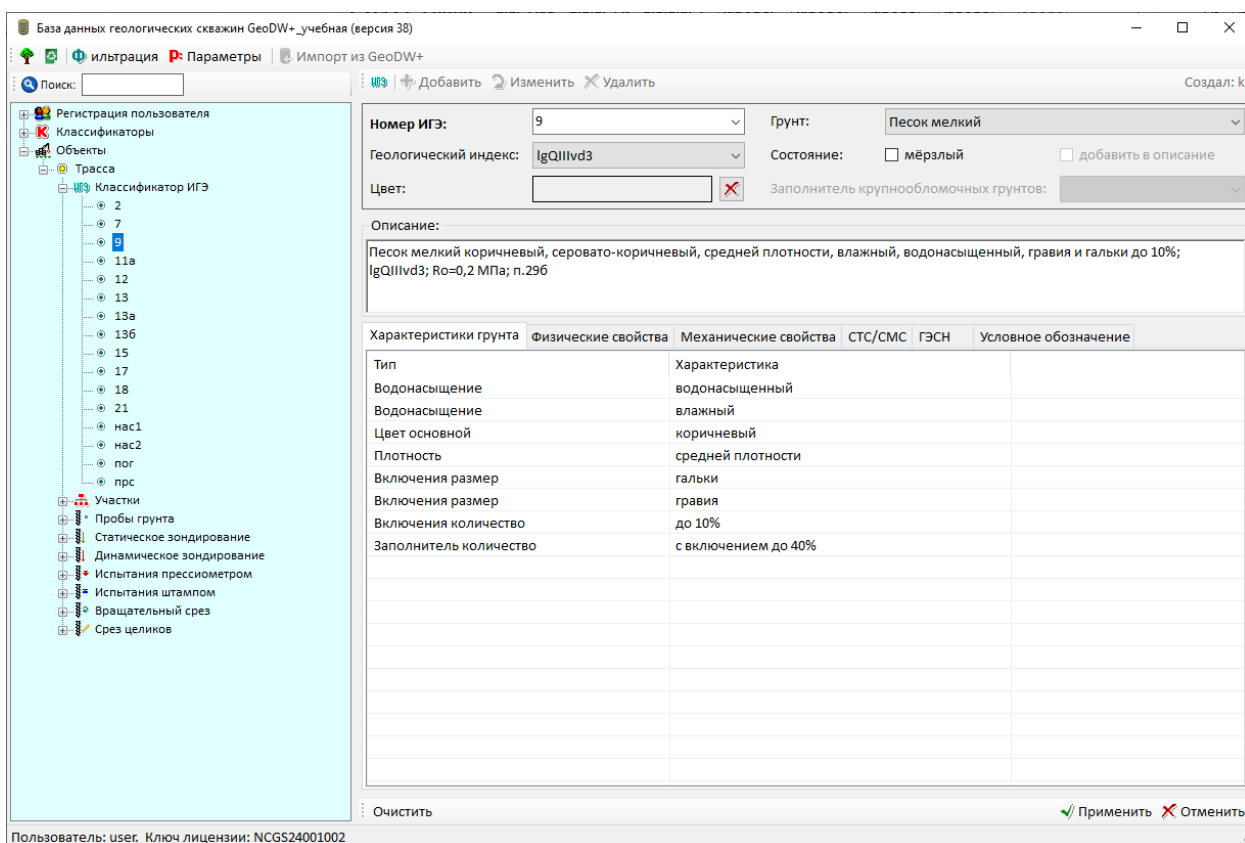 База данных геологических скважин GeoDW+_учебная (версия 38)
Фильтрация P: Параметры Импорт из GeoDW+
Поиск:
ИГЭ Добавить Изменить Удалить Создал: k
Регистрация пользователя
Классификаторы
Объекты
Трасса
ИГЭ Классификатор ИГЭ
2
7
9
11а
12
13
13а
13б
15
17
18
21
нас1
нас2
пог
прс
Участки
Пробы грунта
Статическое зондирование
Динамическое зондирование
Испытания прессиометром
Испытания штампом
Вращательный срез
Срез целиков
Номер ИГЭ: 9 Грунт: Песок мелкий
Геологический индекс: lgQIIIvd3 Состояние: мёрзлый добавить в описание
Цвет: Заполнитель крупнообломочных грунтов:
Описание:
Песок мелкий коричневый, серовато-коричневый, средней плотности, влажный, водонасыщенный, гравия и гальки до 10%;
lgQIIIvd3; Ro=0,2 МПа; п.29б
Характеристики грунта Физические свойства Механические свойства СТС/СМС ГЭСН Условное обозначение
Тип Характеристика
Водонасыщение водонасыщенный
Водонасыщение влажный
Цвет основной коричневый
Плотность средней плотности
Включения размер гальки
Включения размер гравия
Включения количество до 10%
Заполнитель количество с включением до 40%
Очистить Применить Отменить
Пользователь: user. Ключ лицензии: NCGS24001002